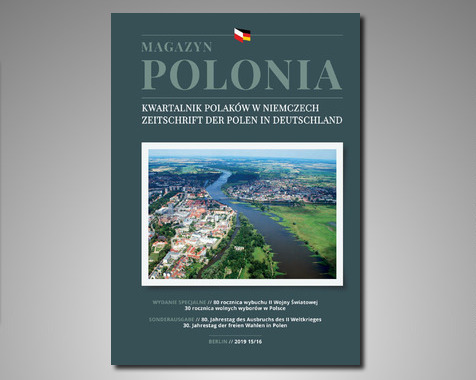 MAGAZYN
POLONIA
KWARTALNIK POLAKÓW W NIEMCZECH
ZEITSCHRIFT DER POLEN IN DEUTSCHLAND
WYDANIE SPECJALNE // 80 rocznica wybuchu II Wojny Światowej
30 rocznica wolnych wyborów w Polsce
SONDERAUSGABE // 80. Jahrestag des Ausbruchs des II Weltkrieges
30. Jahrestag der freien Wahlen in Polen
BERLIN // 2019 15/16